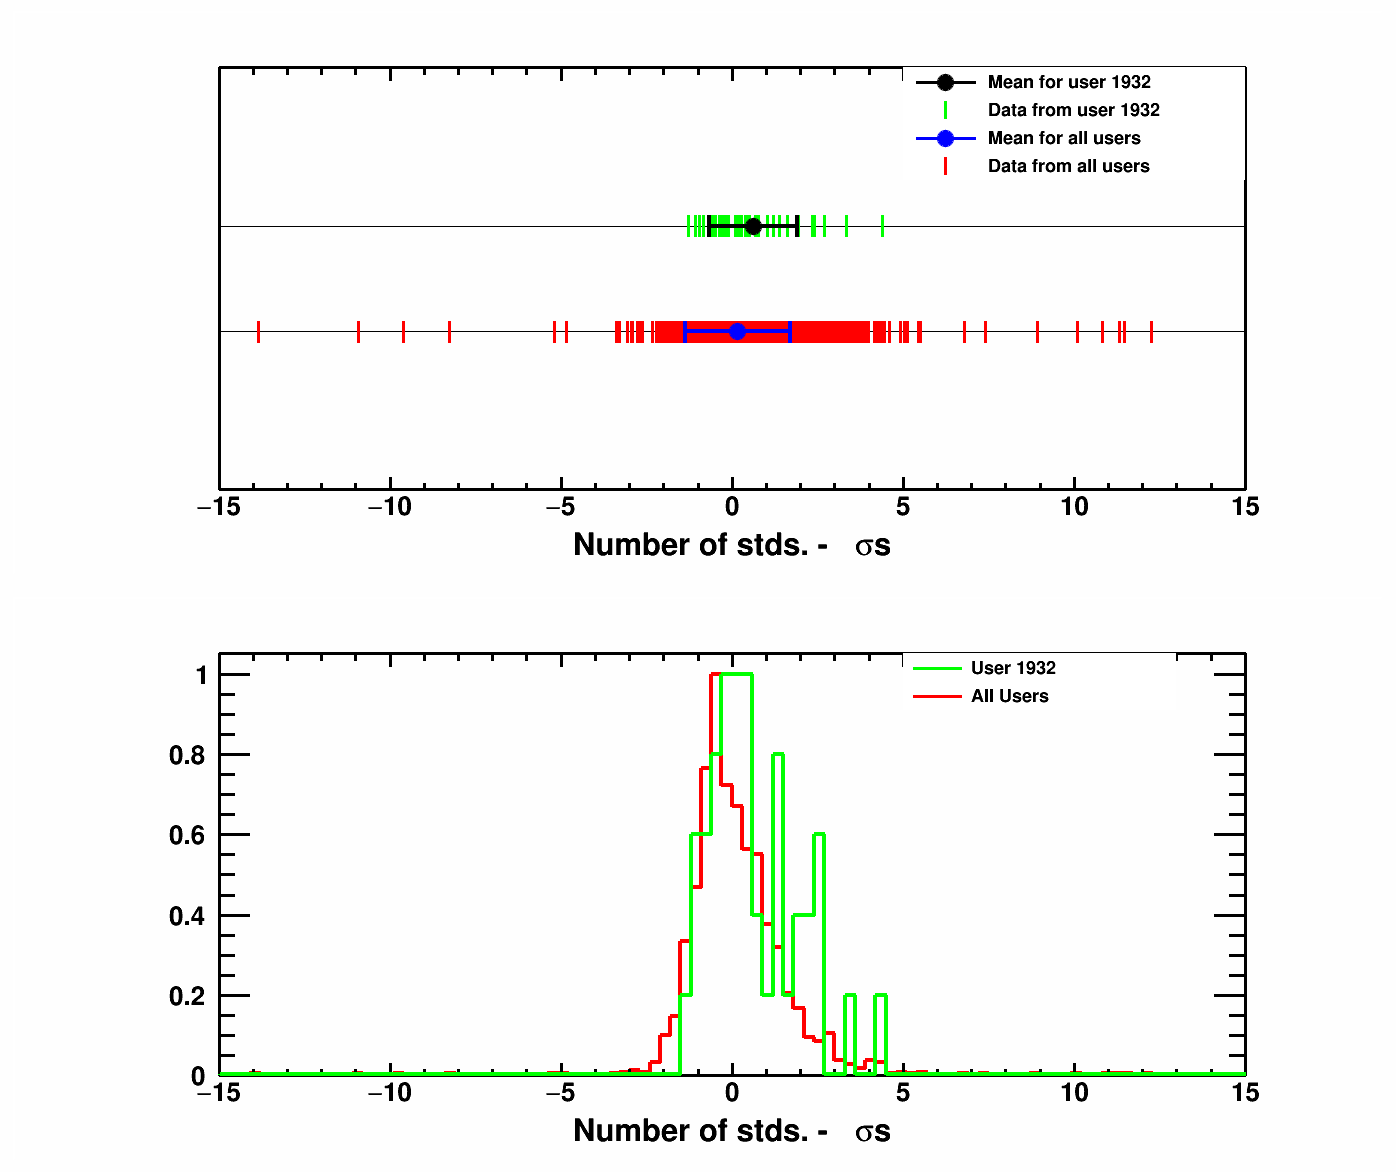 Mean for user 1932
Data from user 1932
Mean for all users
Data from all users
−15 −10 −5 0 5 10 15
Number of stds. - σs
User 1932
All Users
1
0.8
0.6
0.4
0.2
0
−15 −10 −5 0 5 10 15
Number of stds. - σs